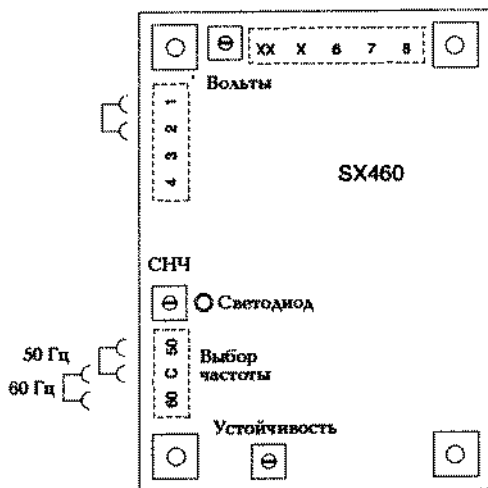 XX X 6 7 8
Вольты
1
2
3
4
SX460
СНЧ
Светодиод
50 Гц
60 Гц
50
C
60
Выбор
частоты
Устойчивость